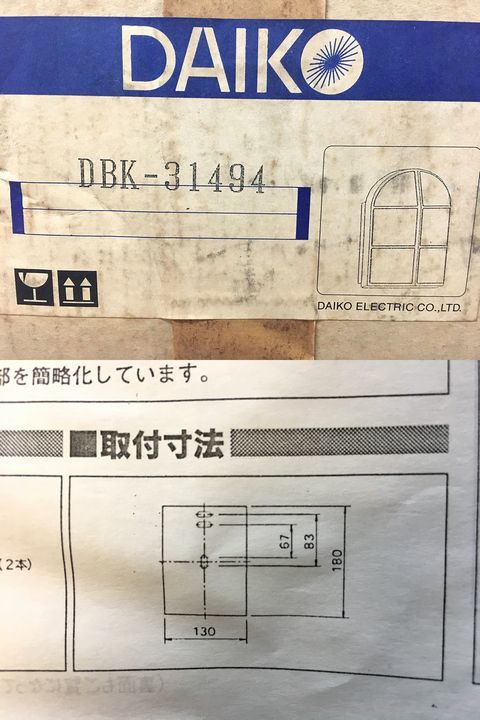 DAIKO
DBK-31494
DAIKO ELECTRIC CO.,LTD.
部を簡略化しています。
■取付寸法
(2本)
67
83
180
130